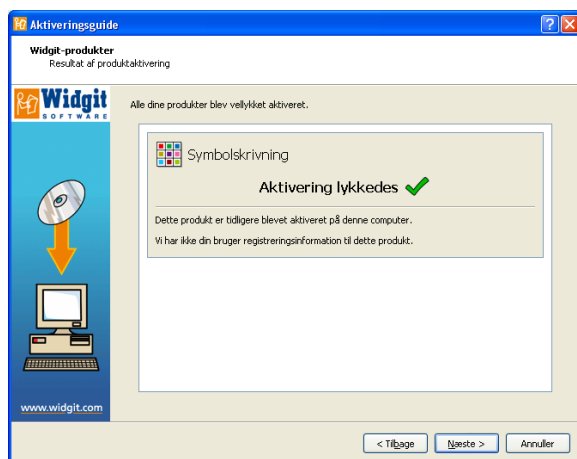 Aktiveringsguide
Widgit-produkter
Resultat af produktaktivering
Widgit
SOFTWARE
Alle dine produkter blev vellykket aktiveret.
Symbolskrivning
Aktivering lykkedes
Dette produkt er tidligere blevet aktiveret på denne computer.
Vi har ikke din bruger registreringsinformation til dette produkt.
www.widgit.com
< Tilbage
Næste >
Annuller